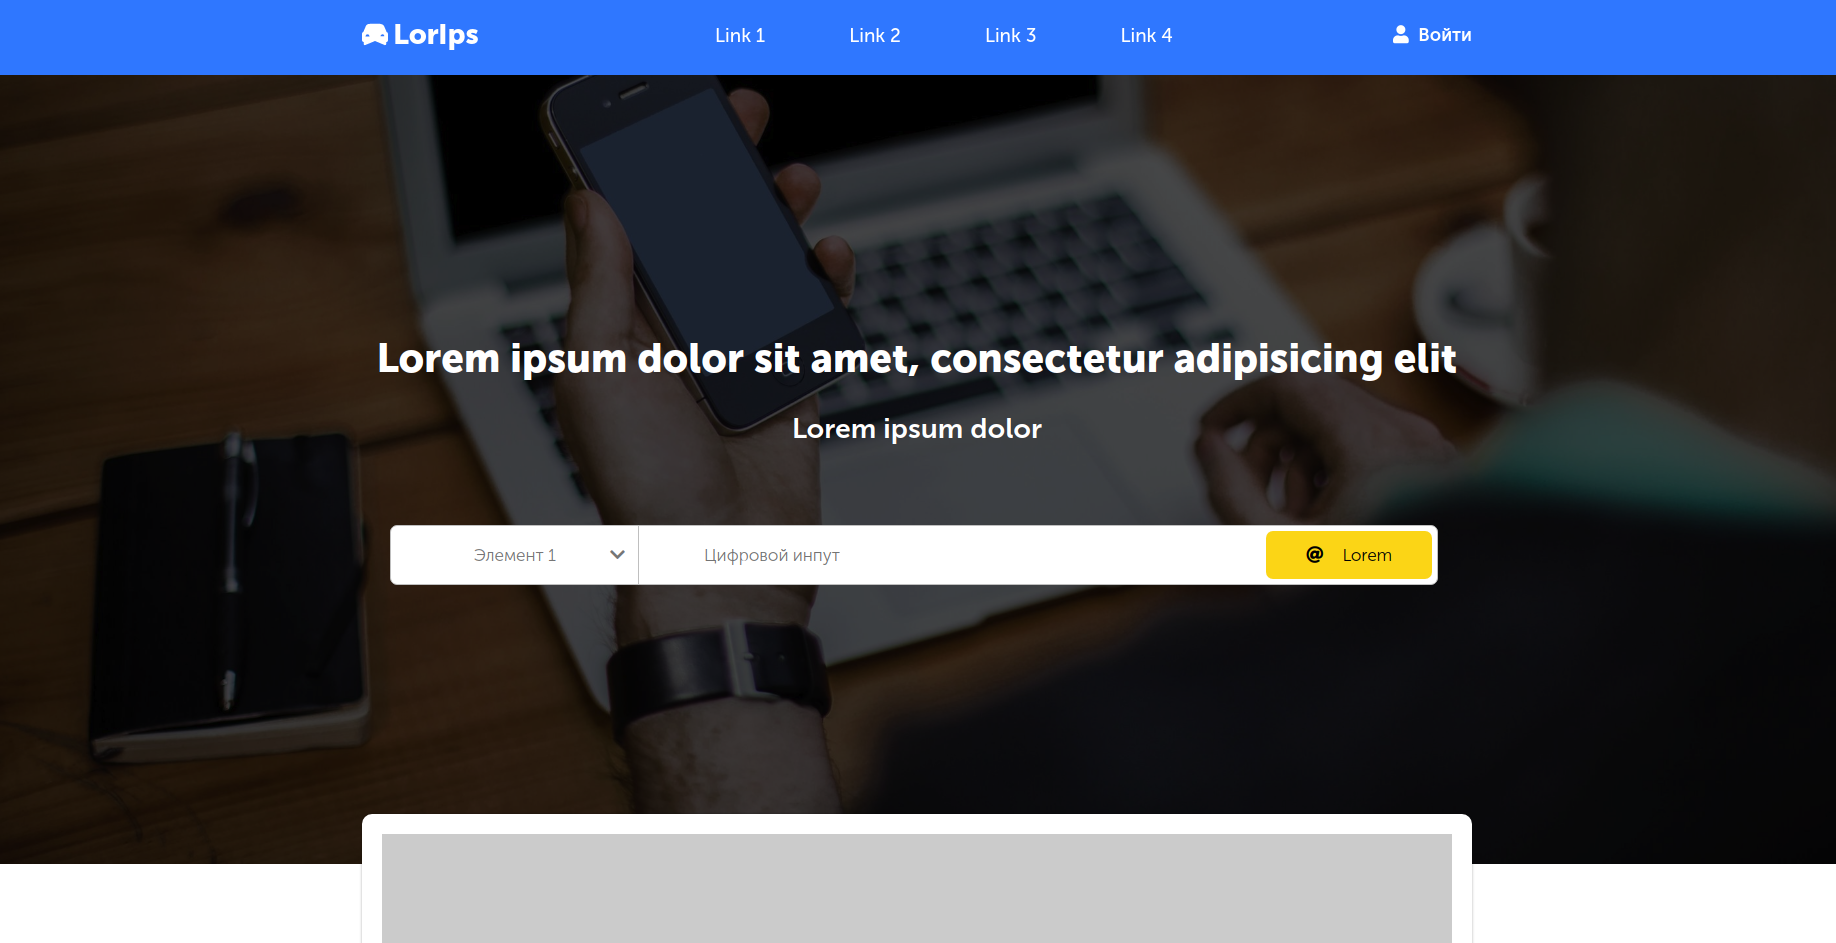 LorIps
Link 1
Link 2
Link 3
Link 4
Войти
Lorem ipsum dolor sit amet, consectetur adipisicing elit
Lorem ipsum dolor
Элемент 1
Цифровой инпут
@ Lorem